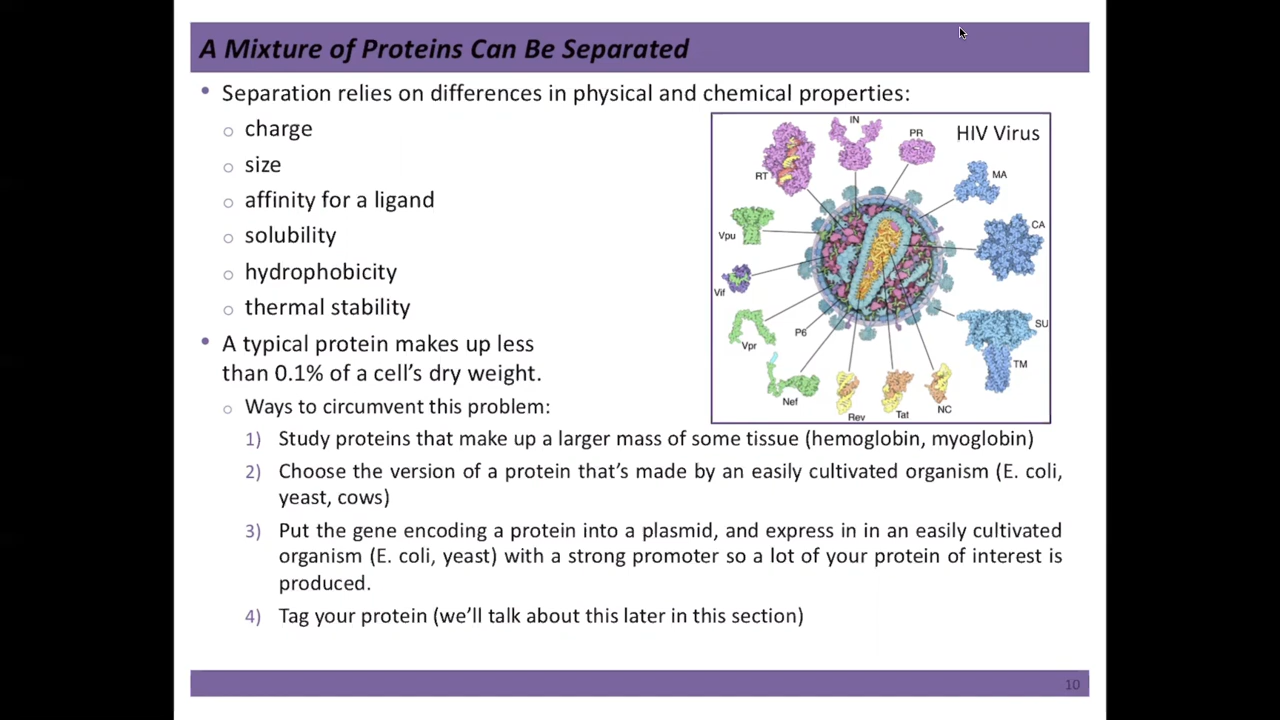 A Mixture of Proteins Can Be Separated
• Separation relies on differences in physical and chemical properties:
o charge
o size
o affinity for a ligand
o solubility
o hydrophobicity
o thermal stability
• A typical protein makes up less
than 0.1% of a cell's dry weight.
o Ways to circumvent this problem:
1) Study proteins that make up a larger mass of some tissue (hemoglobin, myoglobin)
2) Choose the version of a protein that's made by an easily cultivated organism (E. coli,
yeast, cows)
3) Put the gene encoding a protein into a plasmid, and express in in an easily cultivated
organism (E. coli, yeast) with a strong promoter so a lot of your protein of interest is
produced.
4) Tag your protein (we'll talk about this later in this section)
HIV Virus
IN
PR
RT
MA
Vpu
CA
Vif
Vpr
P6
SU
TM
Nef
Rev
Tat
NC
10